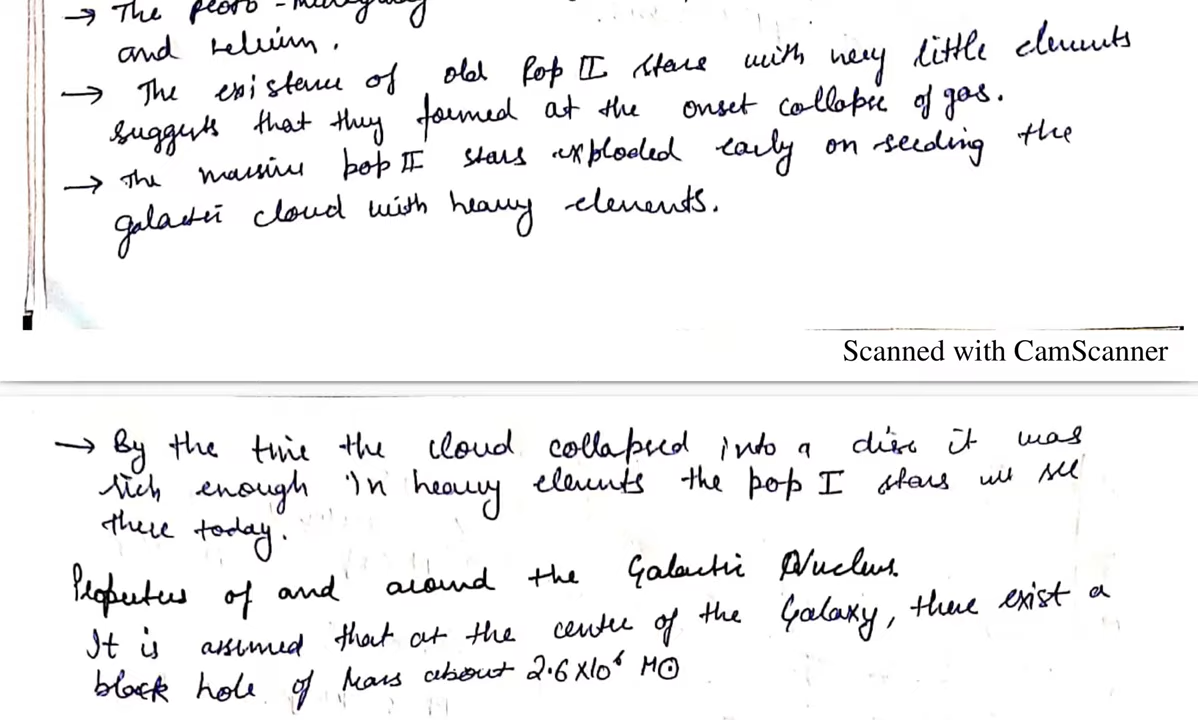 → The
and helium.
→ The existence of old Pop II stars with very little elements
suggests that they formed at the onset collapse of gas.
→ The massive pop II stars exploded early on seeding the
galactic cloud with heavy elements.
Scanned with CamScanner
→ By the time the cloud collapsed into a disc it was
rich enough in heavy elements the pop I stars we see
there today.
Properties of and around the Galactic Nucleus.
It is assumed that at the centre of the Galaxy, there exist a
black hole of Mass about 2.6 X10⁶ M⊙